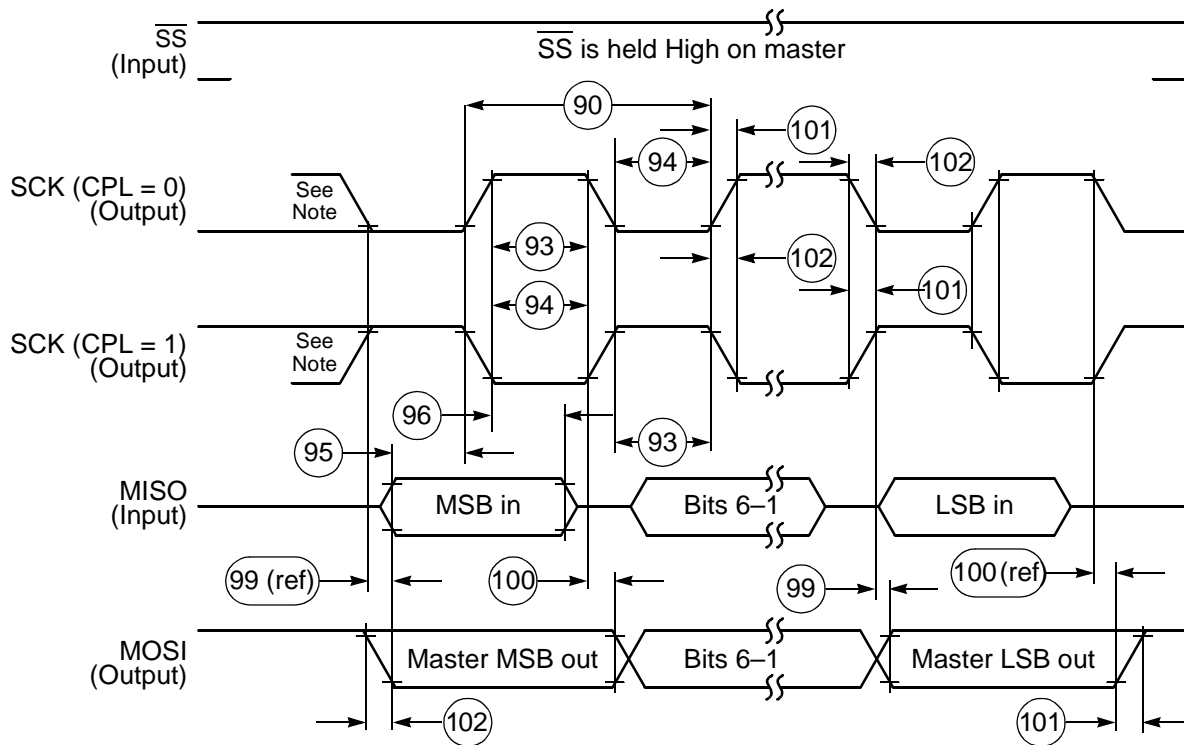 SS
(Input)
SS is held High on master
90
101
94
102
SCK (CPL = 0)
(Output)
See
Note
93
102
94
101
SCK (CPL = 1)
(Output)
See
Note
96
93
95
MISO
(Input)
MSB in
Bits 6–1
LSB in
99 (ref)
100
99
100 (ref)
MOSI
(Output)
Master MSB out
Bits 6–1
Master LSB out
102
101